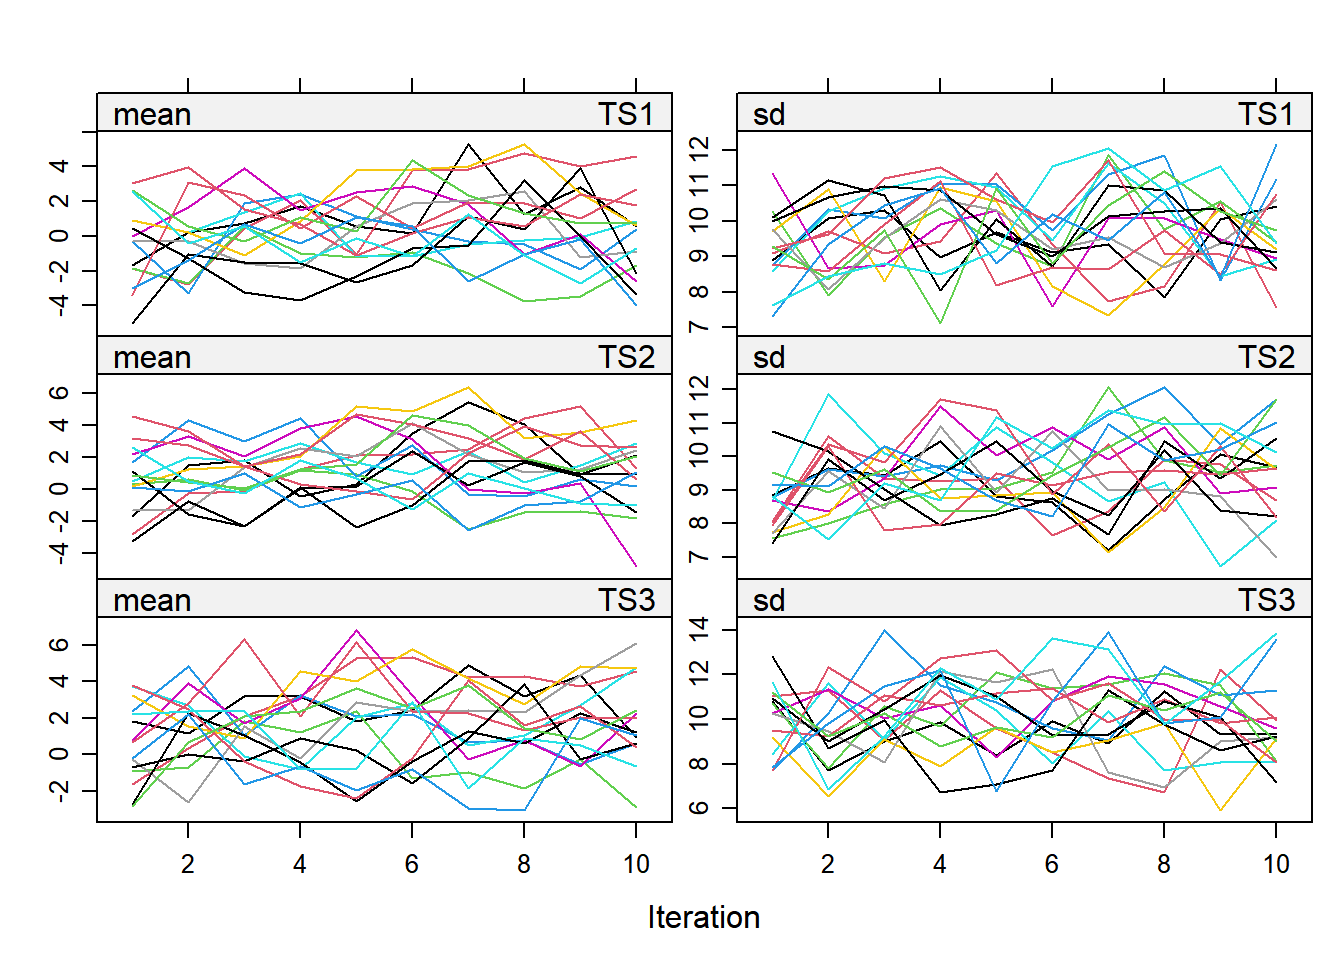 mean TS1 sd TS1
4 2 0 -2 -4
12 11 10 9 8 7
mean TS2 sd TS2
6 4 2 0 -2 -4
12 11 10 9 8 7
mean TS3 sd TS3
6 4 2 0 -2
14 12 10 8 6
2 4 6 8 10 2 4 6 8 10
Iteration